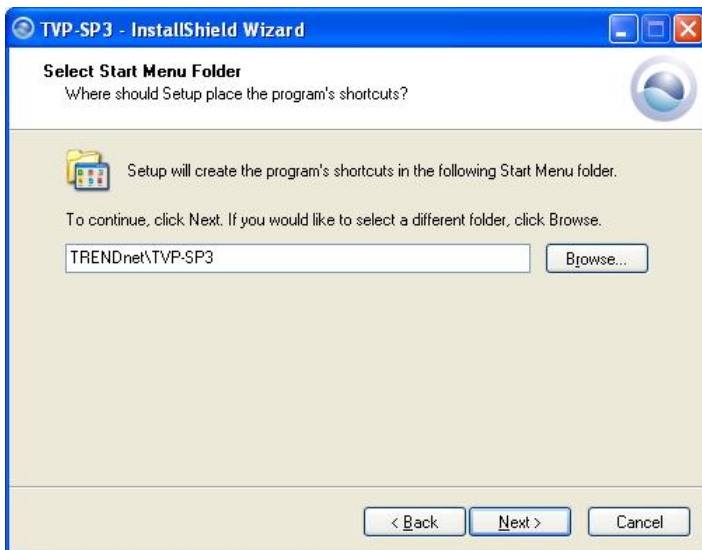 TVP-SP3 - InstallShield Wizard
Select Start Menu Folder
Where should Setup place the program's shortcuts?
Setup will create the program's shortcuts in the following Start Menu folder.
To continue, click Next. If you would like to select a different folder, click Browse.
TRENDnet\TVP-SP3
Browse...
< Back
Next >
Cancel